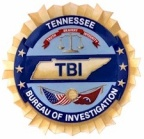 TENNESSEE
TBI
BUREAU OF INVESTIGATION